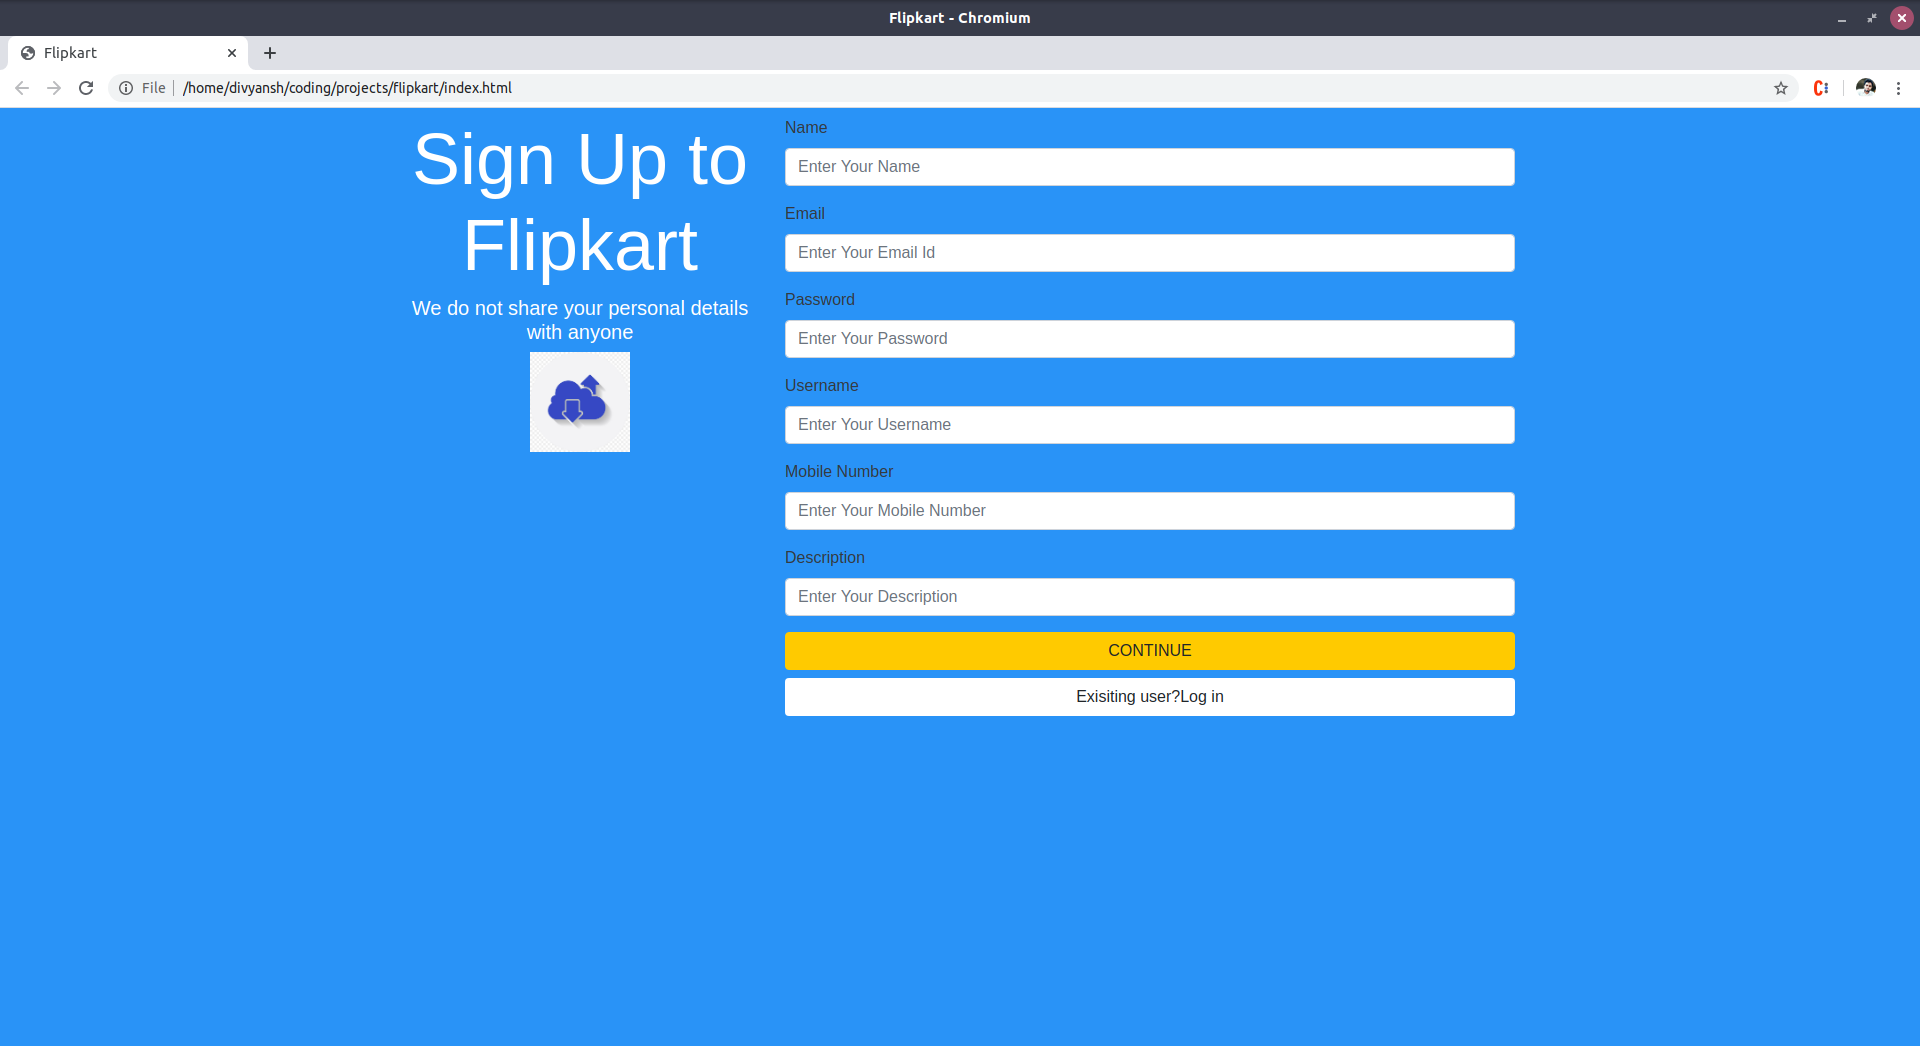 Flipkart - Chromium
Flipkart
File /home/divyansh/coding/projects/flipkart/index.html
Sign Up to
Flipkart
We do not share your personal details
with anyone
Name
Enter Your Name
Email
Enter Your Email Id
Password
Enter Your Password
Username
Enter Your Username
Mobile Number
Enter Your Mobile Number
Description
Enter Your Description
CONTINUE
Exisiting user?Log in